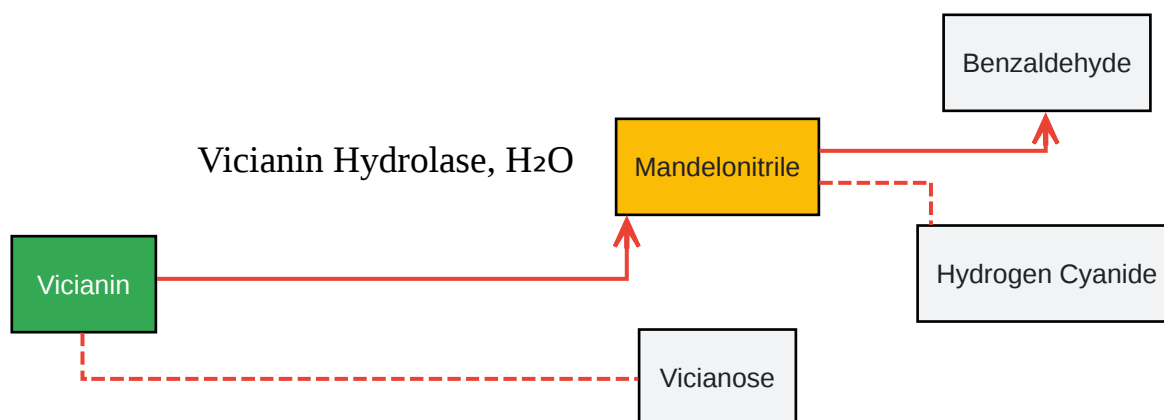 Benzaldehyde
Vicianin Hydrolase, H₂O
Mandelonitrile
Vicianin
Hydrogen Cyanide
Vicianose